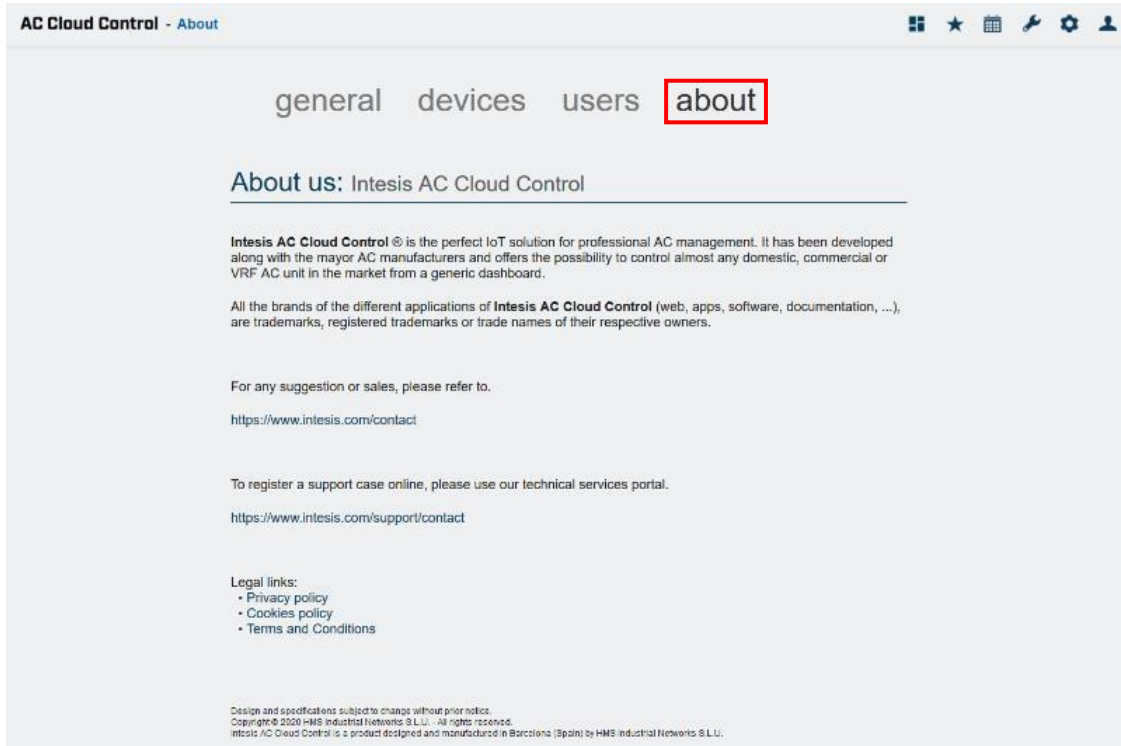 AC Cloud Control - About
general devices users about
About us: Intesis AC Cloud Control
Intesis AC Cloud Control ® is the perfect IoT solution for professional AC management. It has been developed
along with the mayor AC manufacturers and offers the possibility to control almost any domestic, commercial or
VRF AC unit in the market from a generic dashboard.
All the brands of the different applications of Intesis AC Cloud Control (web, apps, software, documentation, ...),
are trademarks, registered trademarks or trade names of their respective owners.
For any suggestion or sales, please refer to.
https://www.intesis.com/contact
To register a support case online, please use our technical services portal.
https://www.intesis.com/support/contact
Legal links:
• Privacy policy
• Cookies policy
• Terms and Conditions
Design and specifications subject to change without prior notice.
Copyright © 2020 HMS Industrial Networks S.L.U. - All rights reserved.
Intesis AC Cloud Control is a product designed and manufactured in Barcelona (Spain) by HMS Industrial Networks S.L.U.